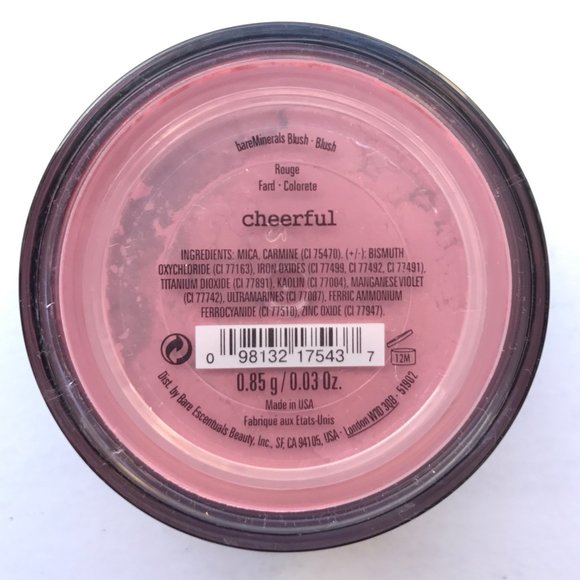 bareMinerals Blush · Blush
Rouge
Fard · Colorete
cheerful
INGREDIENTS: MICA, CARMINE (CI 75470). (+/-): BISMUTH
OXYCHLORIDE (CI 77163), IRON OXIDES (CI 77499, CI 77492, CI 77491),
TITANIUM DIOXIDE (CI 77891), KAOLIN (CI 77004), MANGANESE VIOLET
(CI 77742), ULTRAMARINES (CI 77007), FERRIC AMMONIUM
FERROCYANIDE (CI 77510), ZINC OXIDE (CI 77947).
0 98132 17543 7
12M
0.85 g / 0.03 Oz.
Made in USA
Fabriqué aux Etats-Unis
Dist. by Bare Escentuals Beauty, Inc., SF, CA 94105, USA · London W1D 3QB · 51902